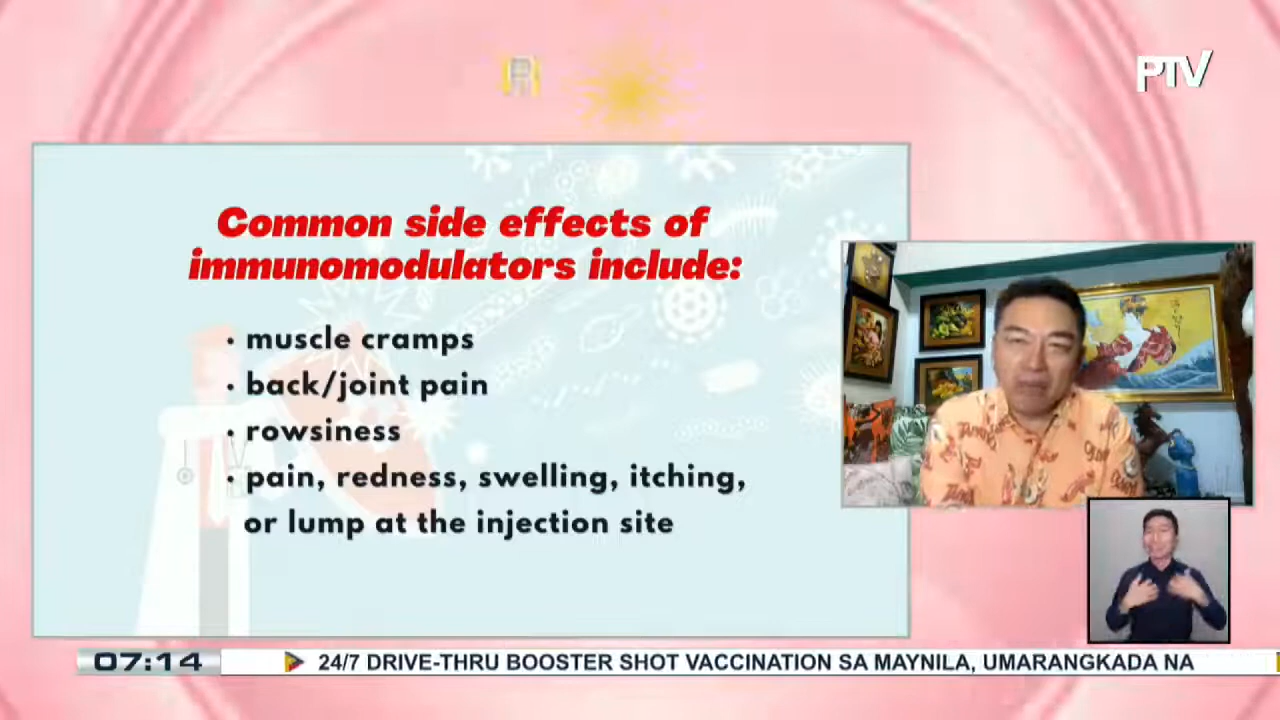 PTV
Common side effects of
immunomodulators include:
• muscle cramps
• back/joint pain
• rowsiness
• pain, redness, swelling, itching,
or lump at the injection site
07:14
24/7 DRIVE-THRU BOOSTER SHOT VACCINATION SA MAYNILA, UMARANGKADA NA